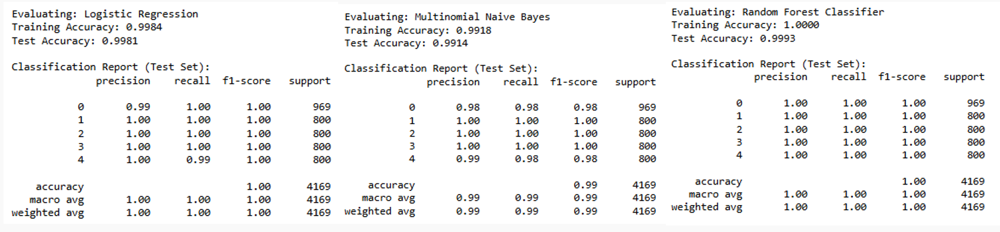 Evaluating: Logistic Regression
Training Accuracy: 0.9984
Test Accuracy: 0.9981
Classification Report (Test Set):
precision recall f1-score support
0 0.99 1.00 1.00 969
1 1.00 1.00 1.00 800
2 1.00 1.00 1.00 800
3 1.00 1.00 1.00 800
4 1.00 0.99 1.00 800
accuracy 1.00 4169
macro avg 1.00 1.00 1.00 4169
weighted avg 1.00 1.00 1.00 4169
Evaluating: Multinomial Naive Bayes
Training Accuracy: 0.9918
Test Accuracy: 0.9914
Classification Report (Test Set):
precision recall f1-score support
0 0.98 0.98 0.98 969
1 1.00 1.00 1.00 800
2 1.00 1.00 1.00 800
3 1.00 1.00 1.00 800
4 0.99 0.98 0.98 800
accuracy 0.99 4169
macro avg 0.99 0.99 0.99 4169
weighted avg 0.99 0.99 0.99 4169
Evaluating: Random Forest Classifier
Training Accuracy: 1.0000
Test Accuracy: 0.9993
Classification Report (Test Set):
precision recall f1-score support
0 1.00 1.00 1.00 969
1 1.00 1.00 1.00 800
2 1.00 1.00 1.00 800
3 1.00 1.00 1.00 800
4 1.00 1.00 1.00 800
accuracy 1.00 4169
macro avg 1.00 1.00 1.00 4169
weighted avg 1.00 1.00 1.00 4169